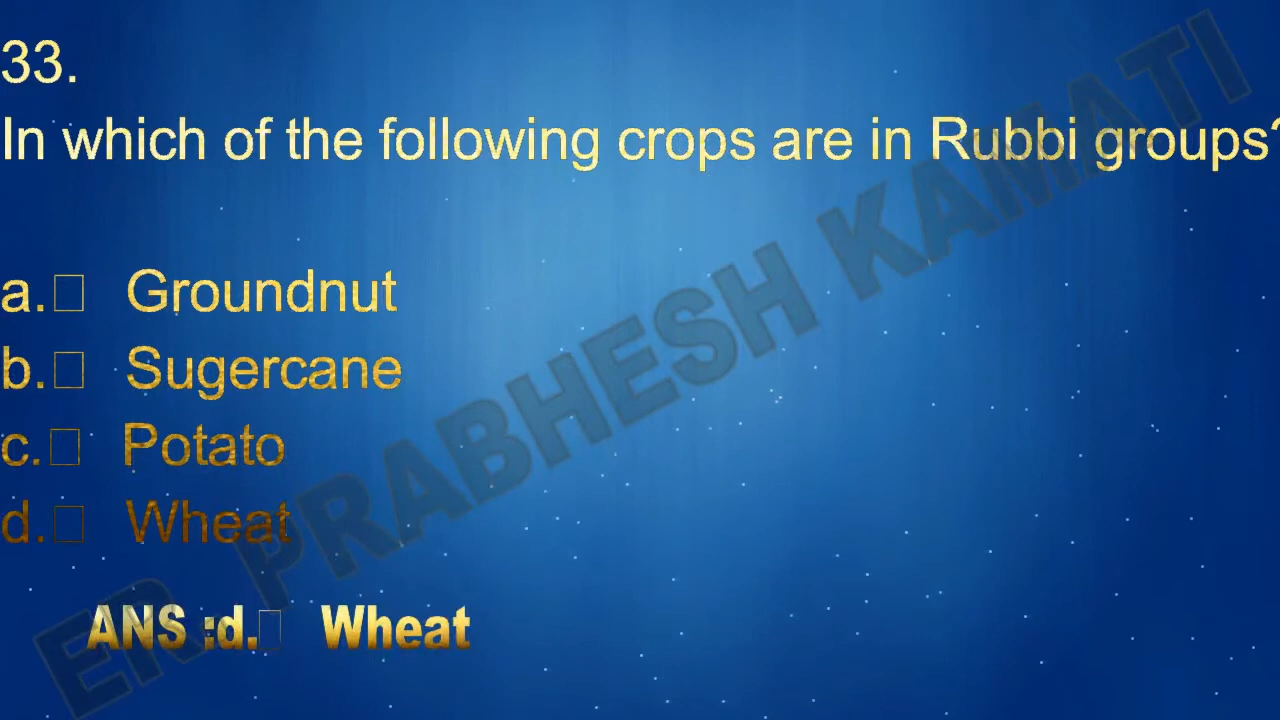 33.
In which of the following crops are in Rubbi groups?
a.□ Groundnut
b.□ Sugercane
c.□ Potato
d.□ Wheat
ANS :d.□ Wheat
ER. PRABHESH KAMATI